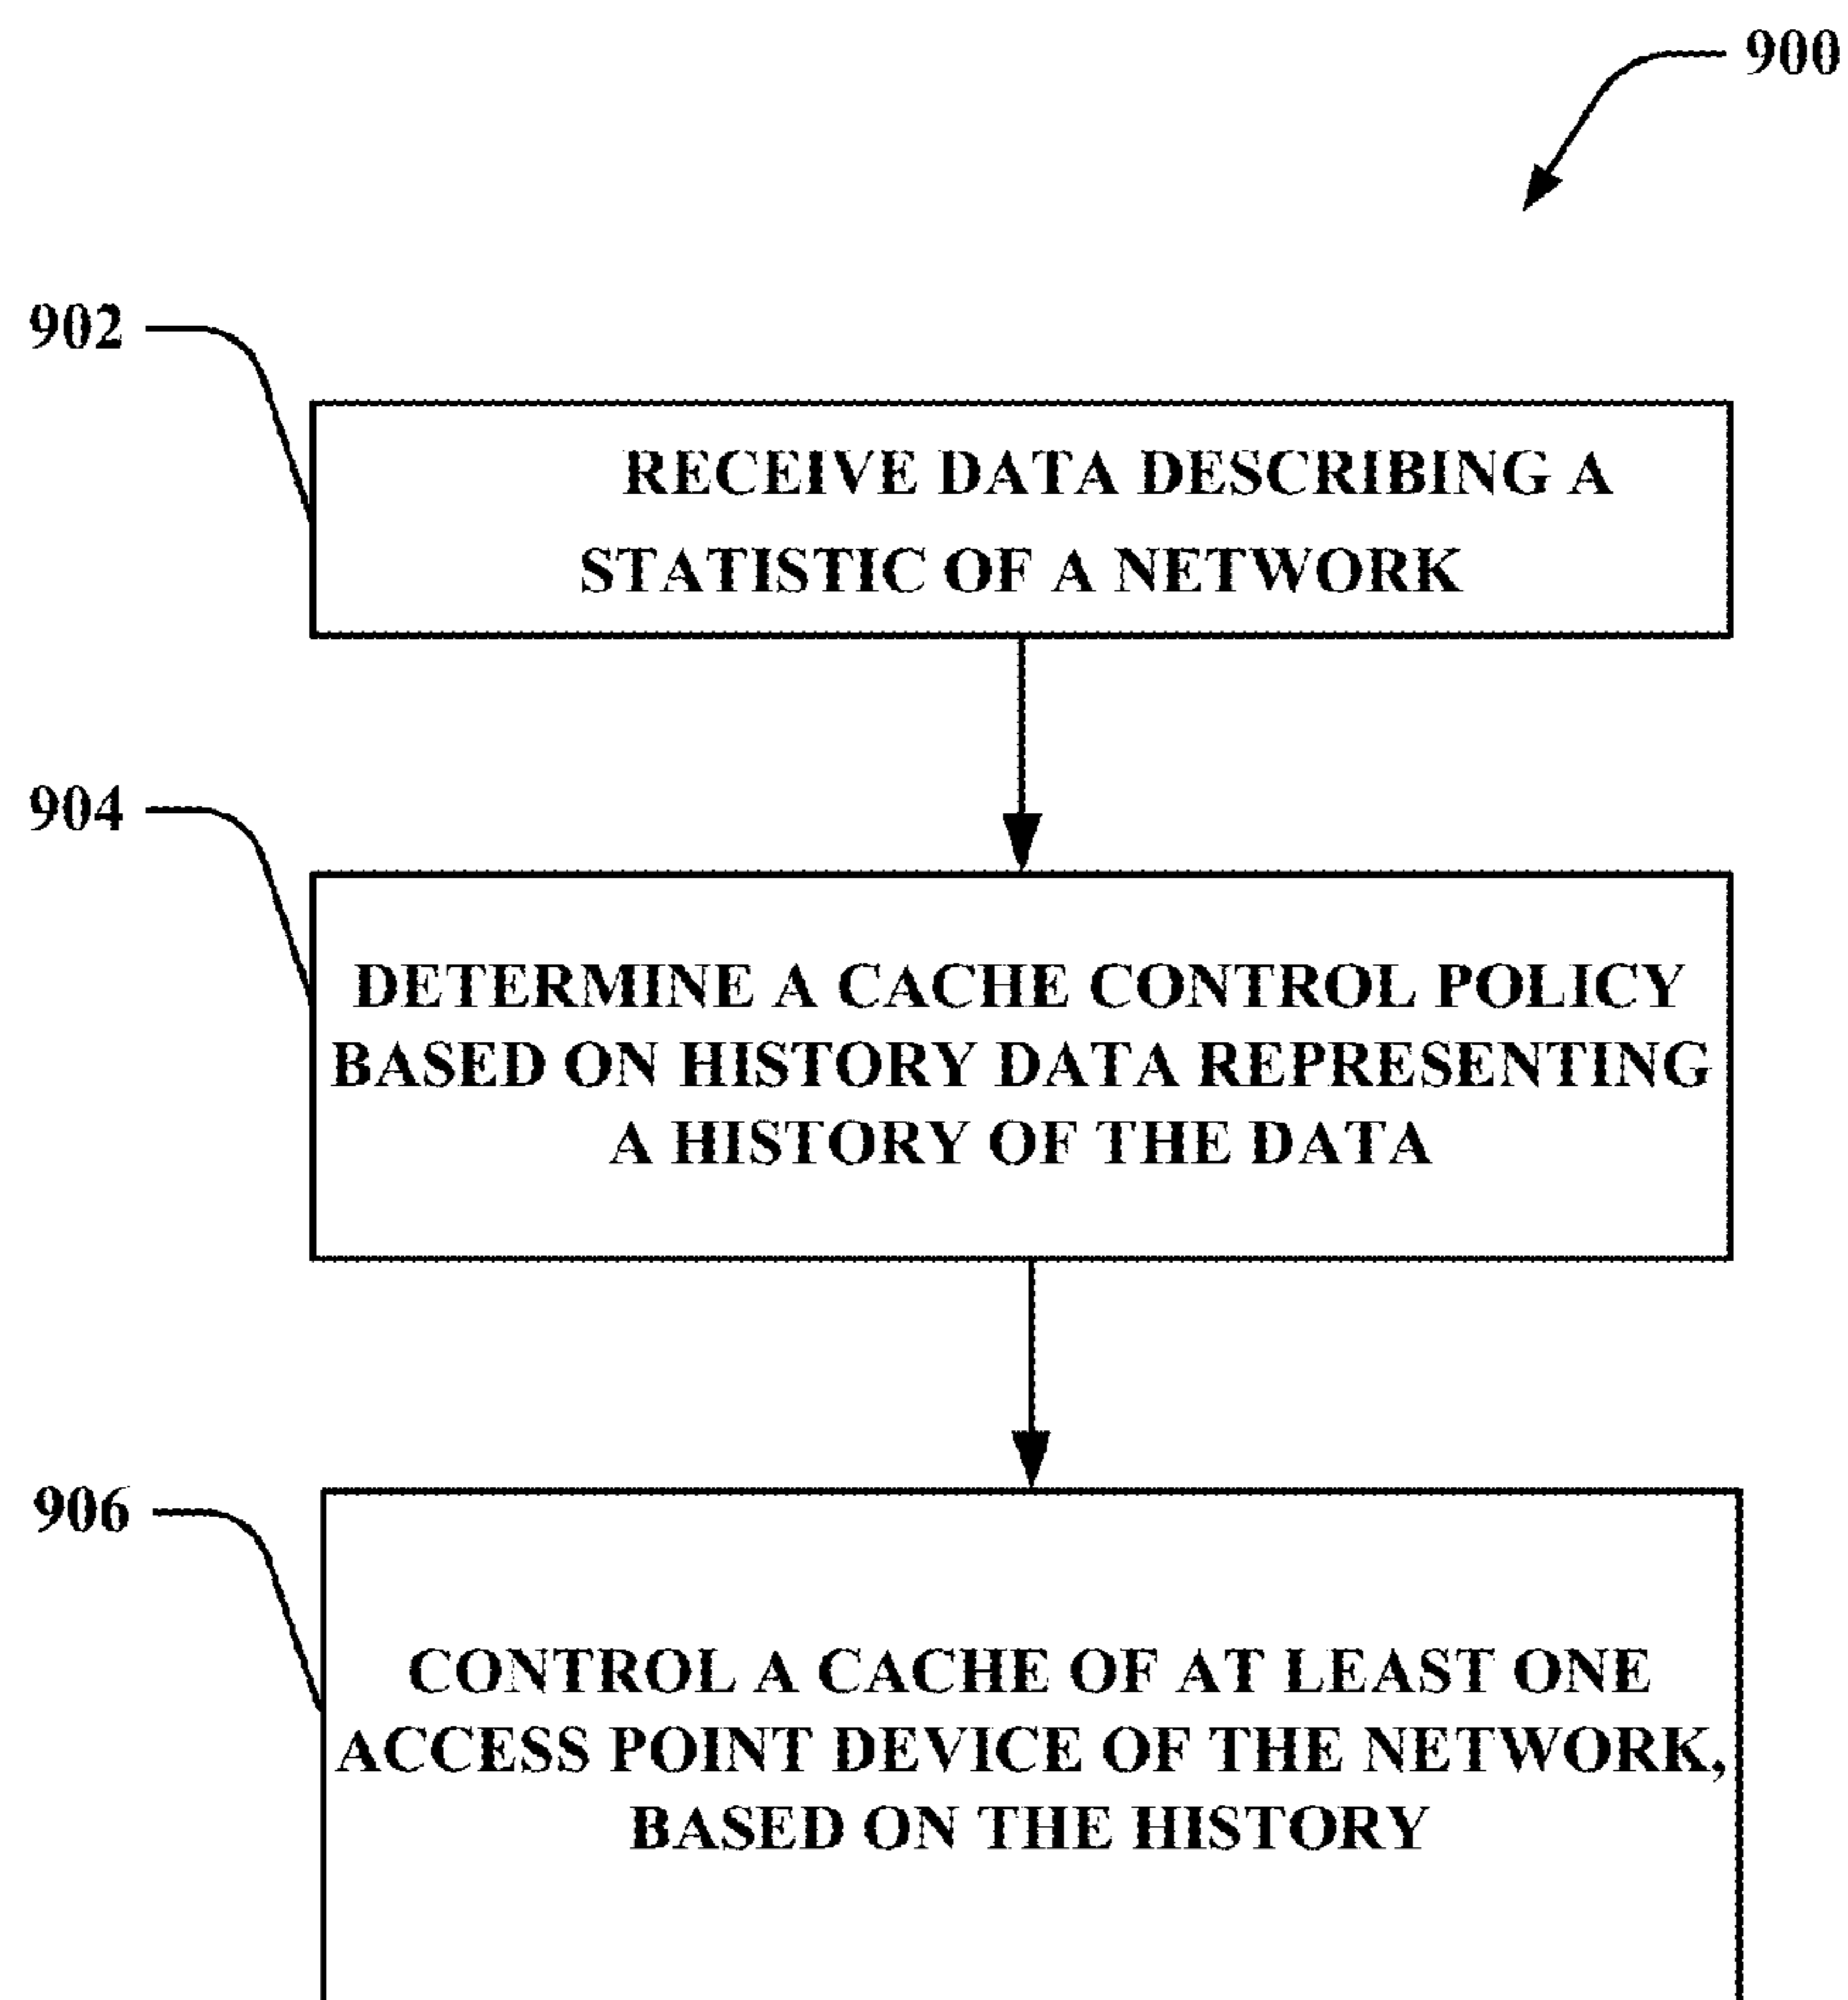 900
902
RECEIVE DATA DESCRIBING A
STATISTIC OF A NETWORK
904
DETERMINE A CACHE CONTROL POLICY
BASED ON HISTORY DATA REPRESENTING
A HISTORY OF THE DATA
906
CONTROL A CACHE OF AT LEAST ONE
ACCESS POINT DEVICE OF THE NETWORK,
BASED ON THE HISTORY